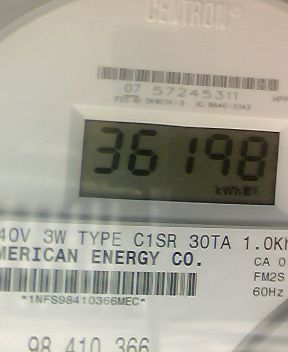 CENTRON®
07 57245311
36198
kWh
40V 3W TYPE C1SR 30TA 1.0Kh
MERICAN ENERGY CO.
CA 0
FM2S
60Hz
*1NFS98410366MEC*
98 410 366